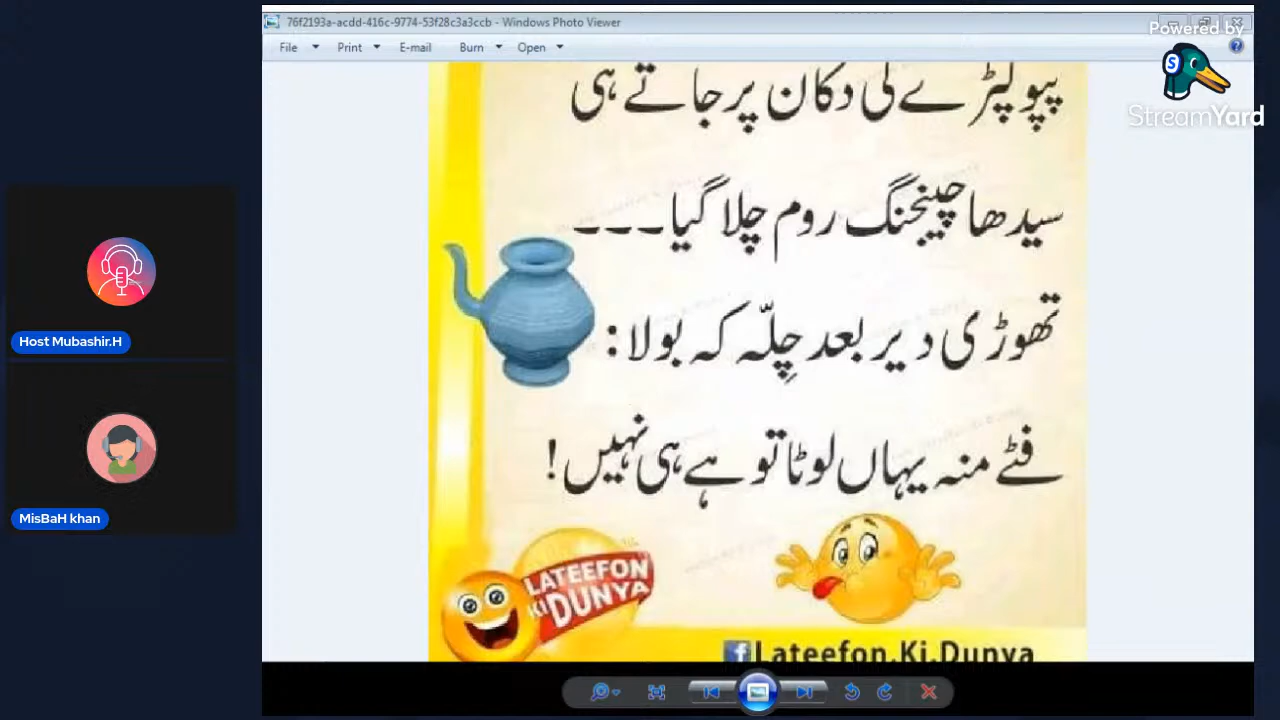 76f2193a-acdd-416c-9774-53f28c3a3ccb - Windows Photo Viewer
File Print E-mail Burn Open
Powered by
StreamYard
پپو کپڑے کی دکان پر جاتے ہی
سیدھا چینجنگ روم چلا گیا۔۔۔
تھوڑی دیر بعد چِلّہ کہ بولا:
فٹے منہ یہاں لوٹا تو ہے ہی نہیں!
LATEEFON
KI DUNYA
Lateefon.Ki.Dunya
Host Mubashir.H
MisBaH khan